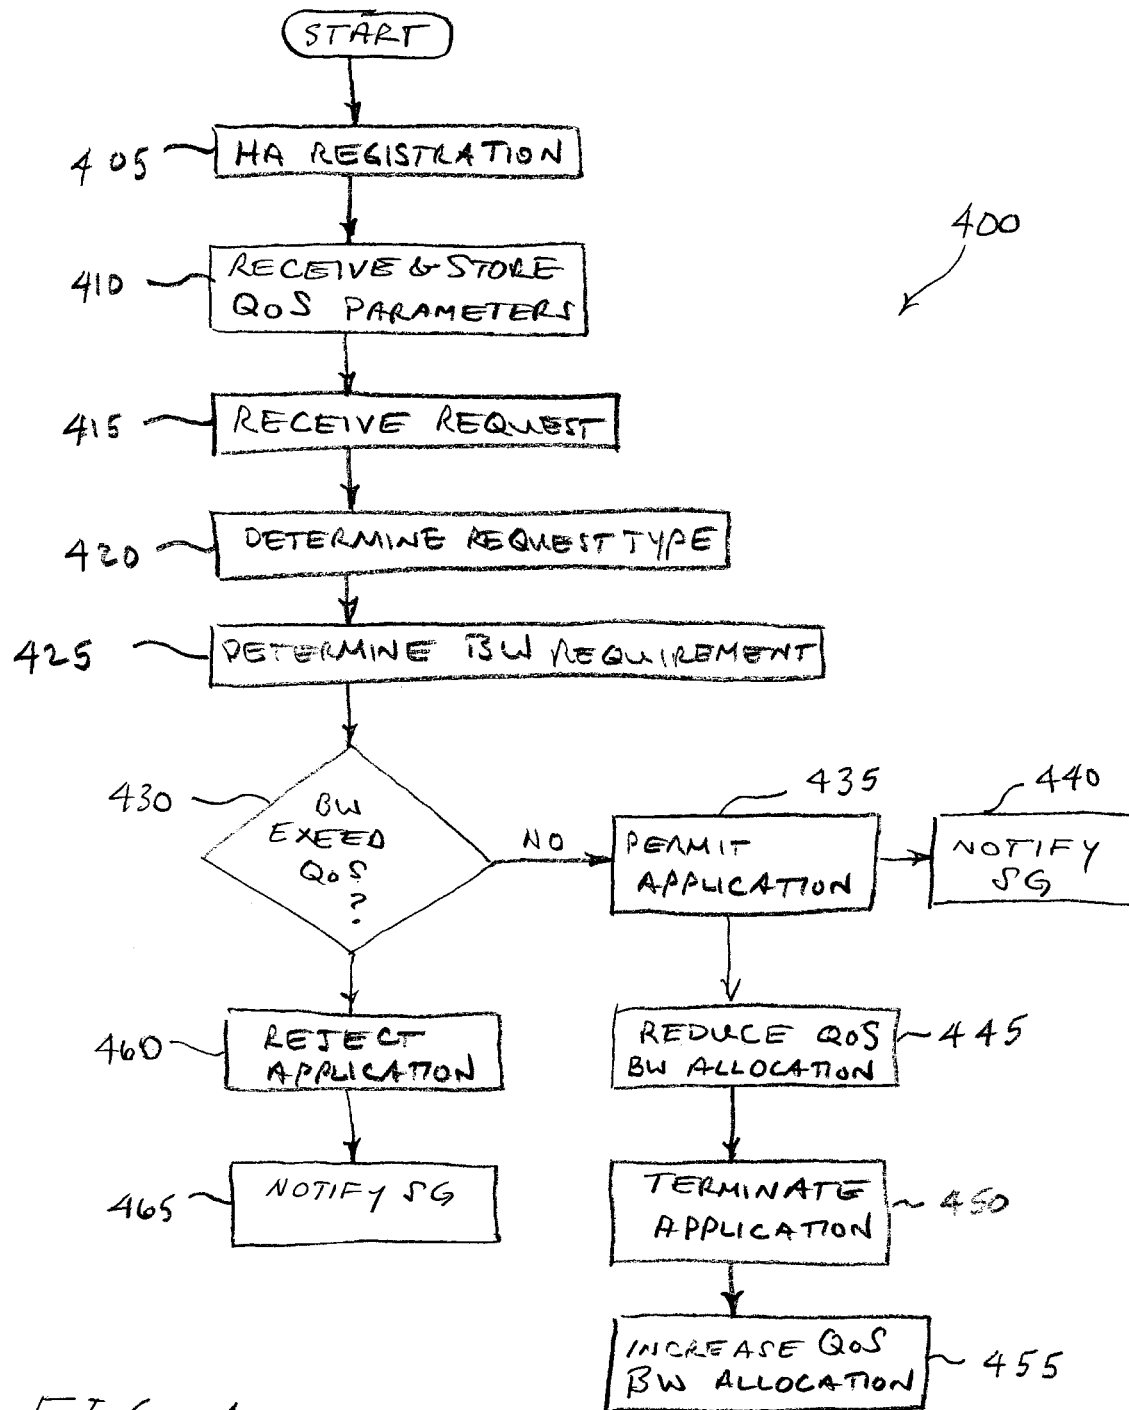 START
405
HA REGISTRATION
400
410
RECEIVE & STORE
QoS PARAMETERS
415
RECEIVE REQUEST
420
DETERMINE REQUEST TYPE
425
DETERMINE BW REQUIREMENT
430
BW
EXEED
QoS
?
NO
435
PERMIT
APPLICATION
440
NOTIFY
SG
460
REJECT
APPLICATION
445
REDUCE QoS
BW ALLOCATION
465
NOTIFY SG
450
TERMINATE
APPLICATION
455
INCREASE QoS
BW ALLOCATION